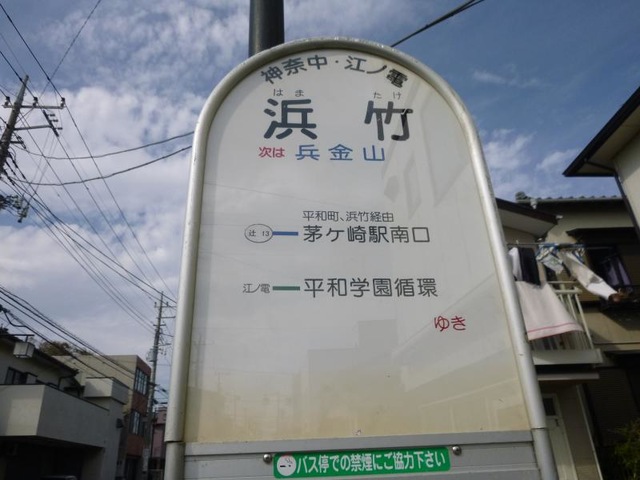 神奈中・江ノ電
はま たけ
浜竹
次は 兵金山
平和町、浜竹経由
辻13 茅ケ崎駅南口
江ノ電 平和学園循環
ゆき
バス停での禁煙にご協力下さい